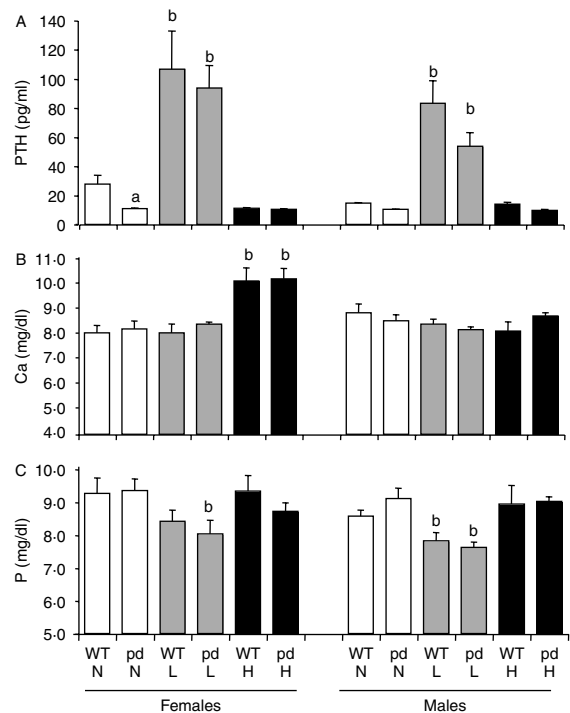 A
140
120
100
80
60
40
20
0
PTH (pg/ml)
b
b
a
b
b
B
11·0
10·0
9·0
8·0
7·0
6·0
5·0
4·0
Ca (mg/dl)
b b
C
10·0
9·0
8·0
7·0
6·0
5·0
P (mg/dl)
b
b b
WT pd WT pd WT pd WT pd WT pd WT pd
N N L L H H N N L L H H
Females Males